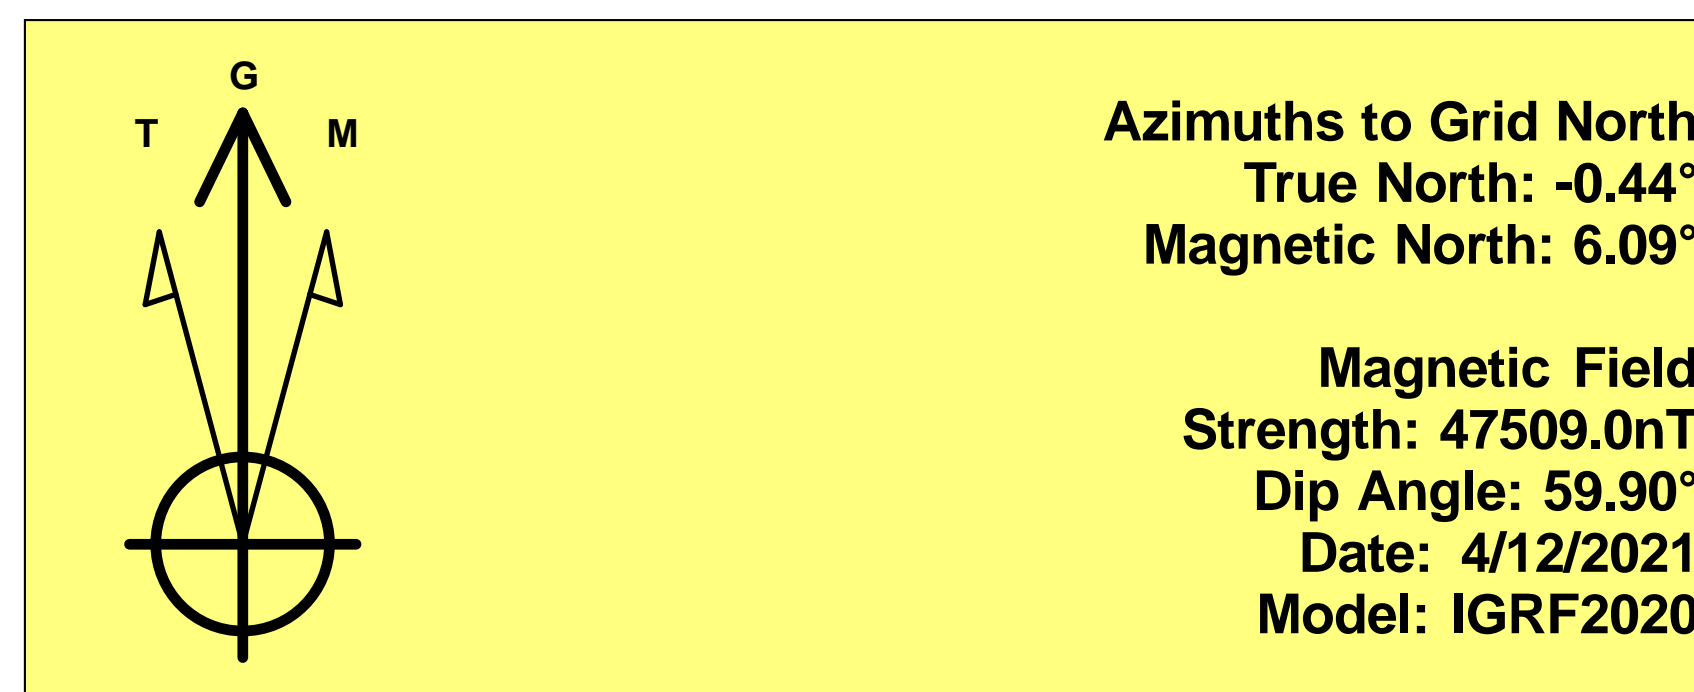 G
T M
Azimuths to Grid North
True North: -0.44°
Magnetic North: 6.09°
Magnetic Field
Strength: 47509.0nT
Dip Angle: 59.90°
Date: 4/12/2021
Model: IGRF2020